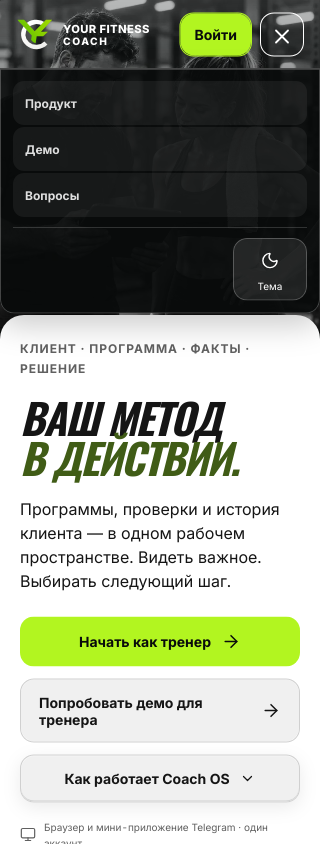 YOUR FITNESS
COACH
Войти
Продукт
Демо
Вопросы
Тема
КЛИЕНТ · ПРОГРАММА · ФАКТЫ ·
РЕШЕНИЕ
ВАШ МЕТОД
В ДЕЙСТВИИ.
Программы, проверки и история
клиента — в одном рабочем
пространстве. Видеть важное.
Выбирать следующий шаг.
Начать как тренер
Попробовать демо для
тренера
Как работает Coach OS
Браузер и мини-приложение Telegram · один
аккаунт